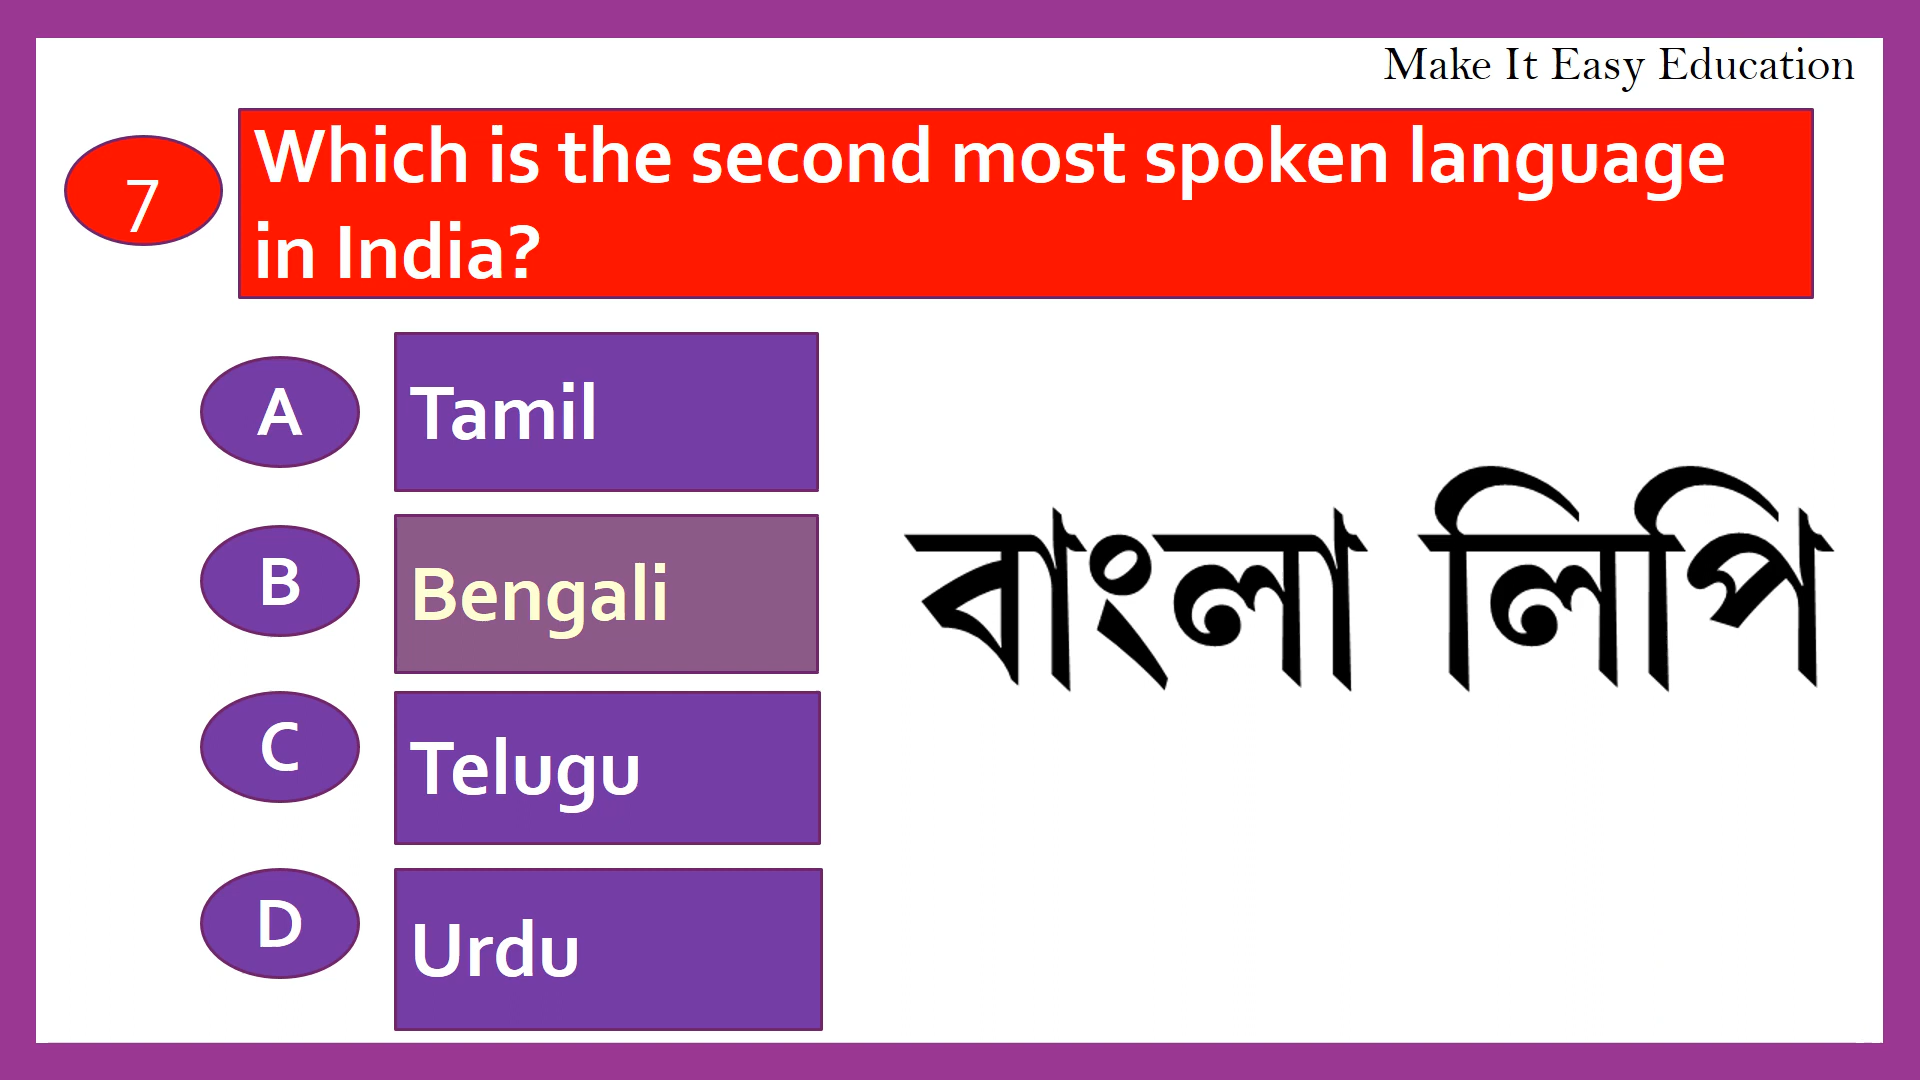 Make It Easy Education
7
Which is the second most spoken language
in India?
A
Tamil
B
Bengali
বাংলা লিপি
C
Telugu
D
Urdu